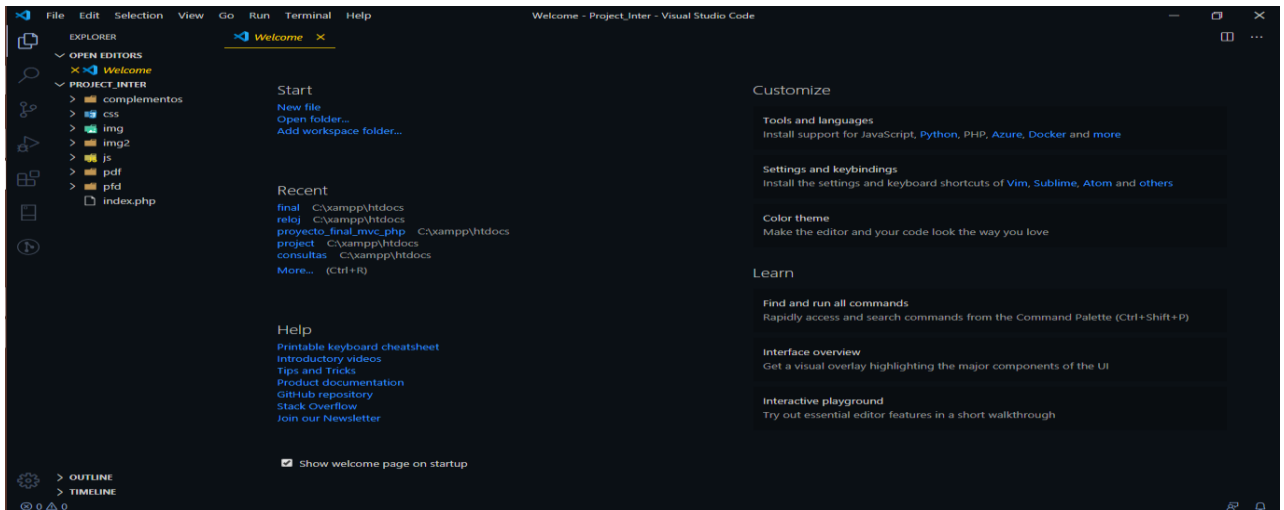 File Edit Selection View Go Run Terminal Help Welcome - Project_Inter - Visual Studio Code
EXPLORER
OPEN EDITORS
Welcome
PROJECT_INTER
complementos
css
img
img2
js
pdf
pfd
index.php
OUTLINE
TIMELINE
Welcome
Start
New file
Open folder...
Add workspace folder...
Recent
final C:\xampp\htdocs
reloj C:\xampp\htdocs
proyecto_final_mvc_php C:\xampp\htdocs
project C:\xampp\htdocs
consultas C:\xampp\htdocs
More... (Ctrl+R)
Help
Printable keyboard cheatsheet
Introductory videos
Tips and Tricks
Product documentation
GitHub repository
Stack Overflow
Join our Newsletter
Show welcome page on startup
Customize
Tools and languages
Install support for JavaScript, Python, PHP, Azure, Docker and more
Settings and keybindings
Install the settings and keyboard shortcuts of Vim, Sublime, Atom and others
Color theme
Make the editor and your code look the way you love
Learn
Find and run all commands
Rapidly access and search commands from the Command Palette (Ctrl+Shift+P)
Interface overview
Get a visual overlay highlighting the major components of the UI
Interactive playground
Try out essential editor features in a short walkthrough
0 0